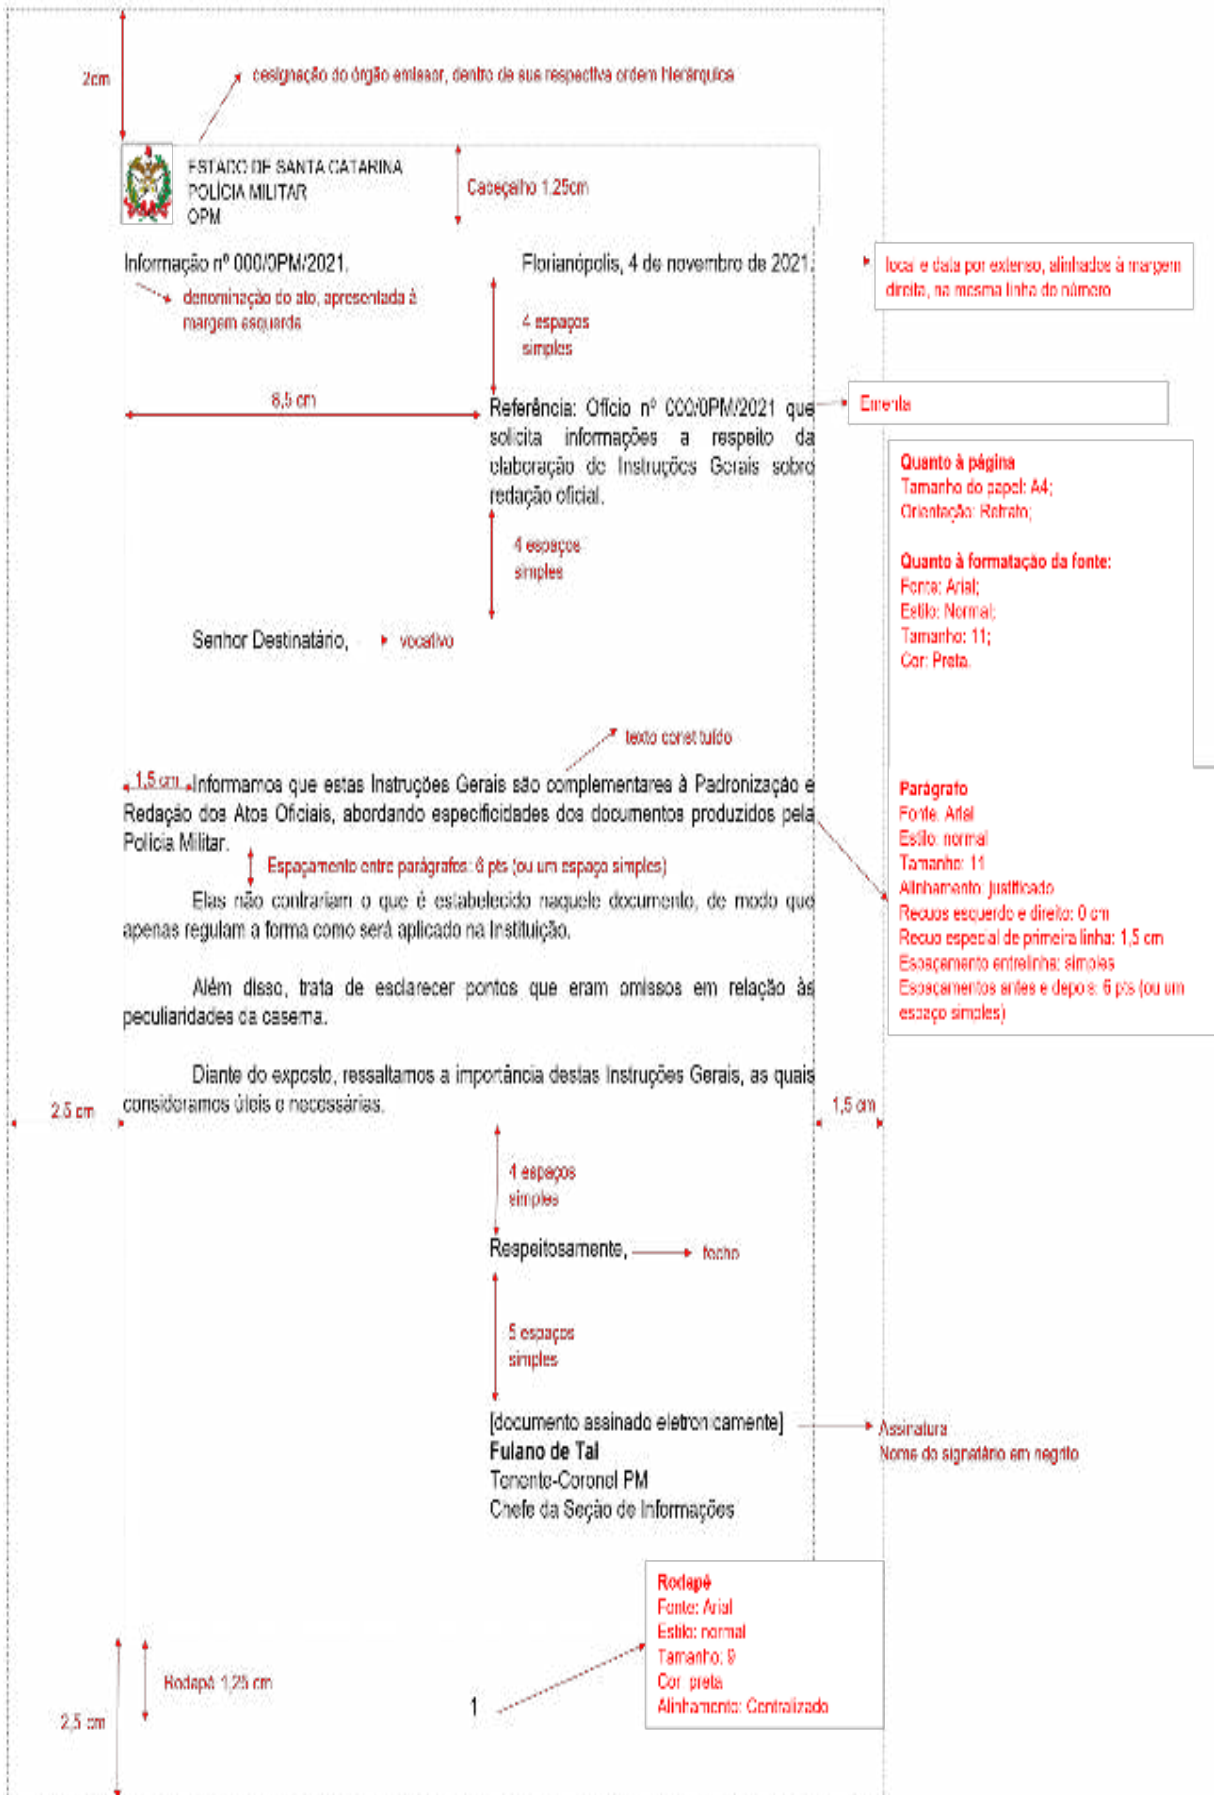 2cm
designação do órgão emissor, dentro de sua respectiva ordem hierárquica
ESTADO DE SANTA CATARINA
POLÍCIA MILITAR
OPM
Cabeçalho 1,25cm
Informação nº 000/0PM/2021.
Florianópolis, 4 de novembro de 2021.
local e data por extenso, alinhados à margem
direita, na mesma linha do número
denominação do ato, apresentada à
margem esquerda
4 espaços
simples
8,5 cm
Referência: Ofício nº 000/0PM/2021 que
solicita informações a respeito da
elaboração de Instruções Gerais sobre
redação oficial.
Ementa
Quanto à página
Tamanho do papel: A4;
Orientação: Retrato;
Quanto à formatação da fonte:
Fonte: Arial;
Estilo: Normal;
Tamanho: 11;
Cor: Preta.
4 espaços
simples
Senhor Destinatário,
vocativo
texto constituído
1,5 cm
Informamos que estas Instruções Gerais são complementares à Padronização e
Redação dos Atos Oficiais, abordando especificidades dos documentos produzidos pela
Polícia Militar.
Espaçamento entre parágrafos: 6 pts (ou um espaço simples)
Elas não contrariam o que é estabelecido naquele documento, de modo que
apenas regulam a forma como será aplicado na Instituição.
Além disso, trata de esclarecer pontos que eram omissos em relação às
peculiaridades da caserna.
Diante do exposto, ressaltamos a importância destas Instruções Gerais, as quais
consideramos úteis e necessárias.
Parágrafo
Fonte: Arial
Estilo: normal
Tamanho: 11
Alinhamento: justificado
Recuos esquerdo e direito: 0 cm
Recuo especial de primeira linha: 1,5 cm
Espaçamento entrelinha: simples
Espaçamentos antes e depois: 6 pts (ou um
espaço simples)
2,5 cm
1,5 cm
4 espaços
simples
Respeitosamente,
fecho
5 espaços
simples
[documento assinado eletronicamente]
Fulano de Tal
Tenente-Coronel PM
Chefe da Seção de Informações
Assinatura
Nome do signatário em negrito
Rodapé
Fonte: Arial
Estilo: normal
Tamanho: 9
Cor: preta
Alinhamento: Centralizado
Rodapé 1,25 cm
1
2,5 cm